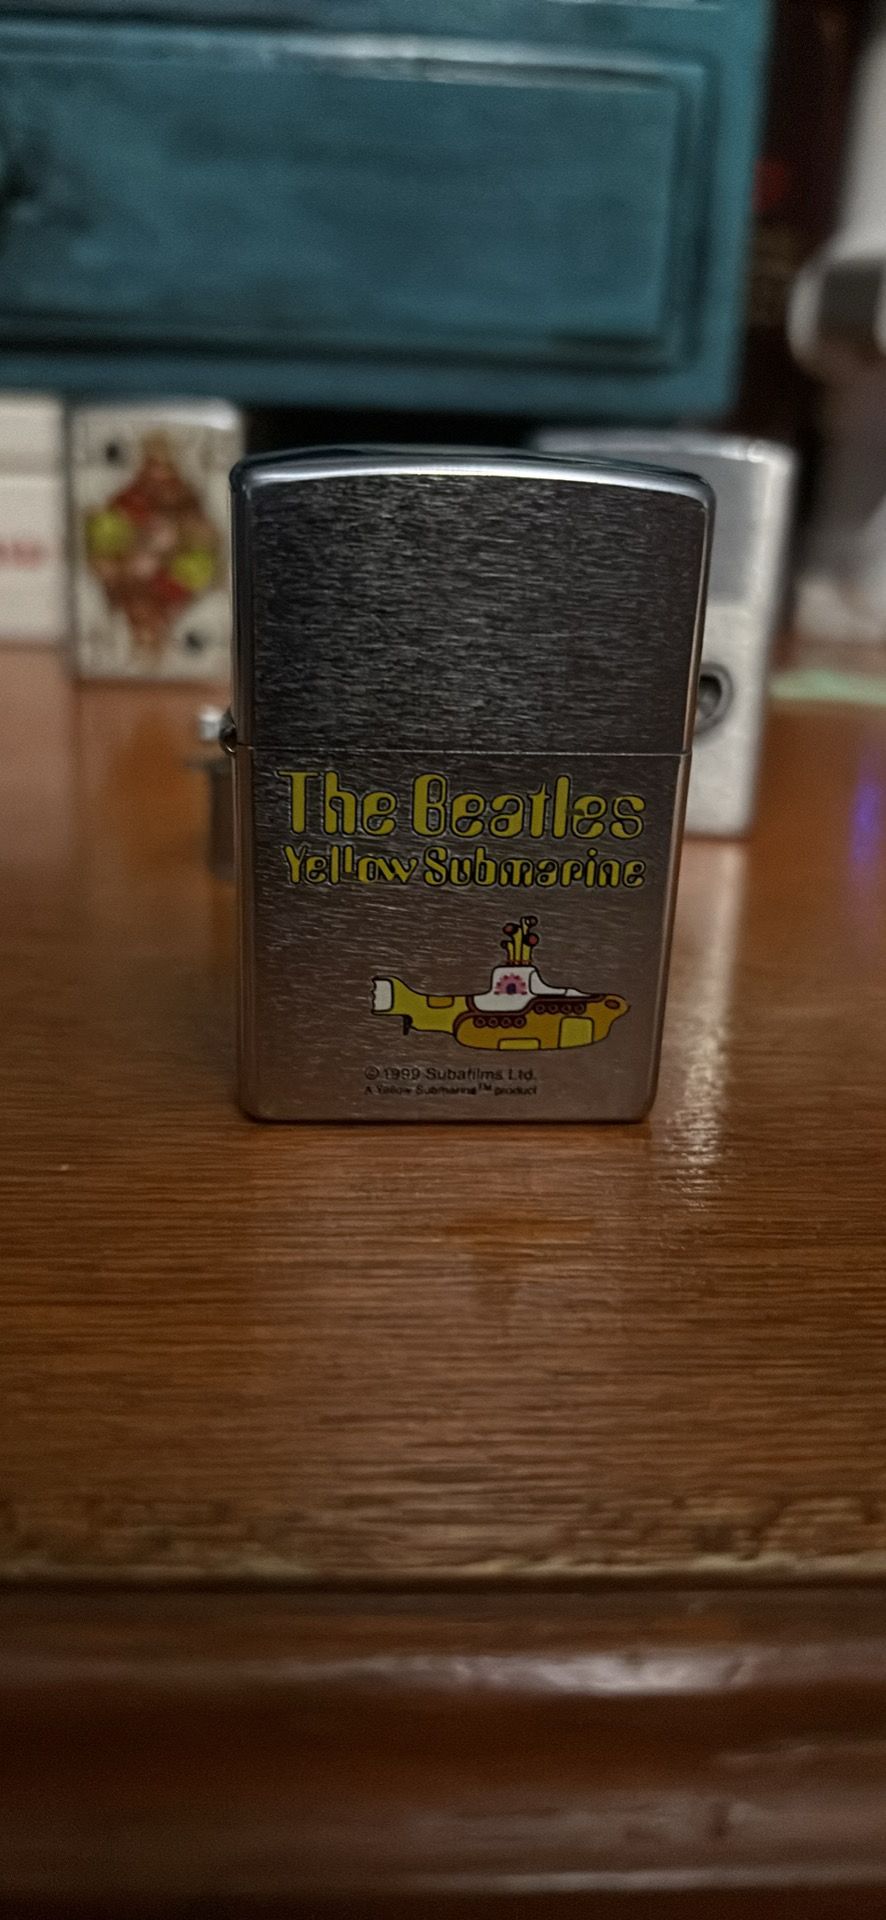 The Beatles
Yellow Submarine
© 1999 Subafilms Ltd.
A Yellow Submarine™ product